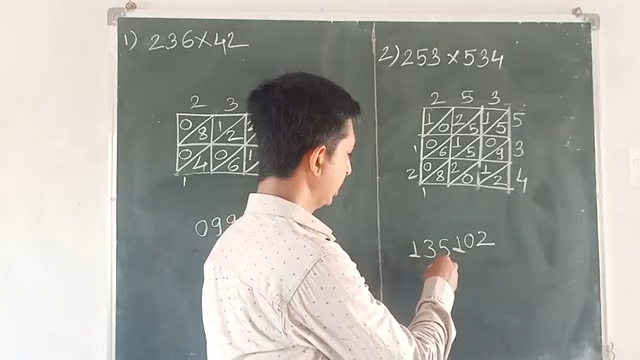 1) 236×42
2 3
0/8 1/2
0/4 0/6
1
099
2) 253×534
2 5 3
1/0 2/5 1/5 5
1 0/6 1/5 0/9 3
2 0/8 2/0 1/2 4
1
135102